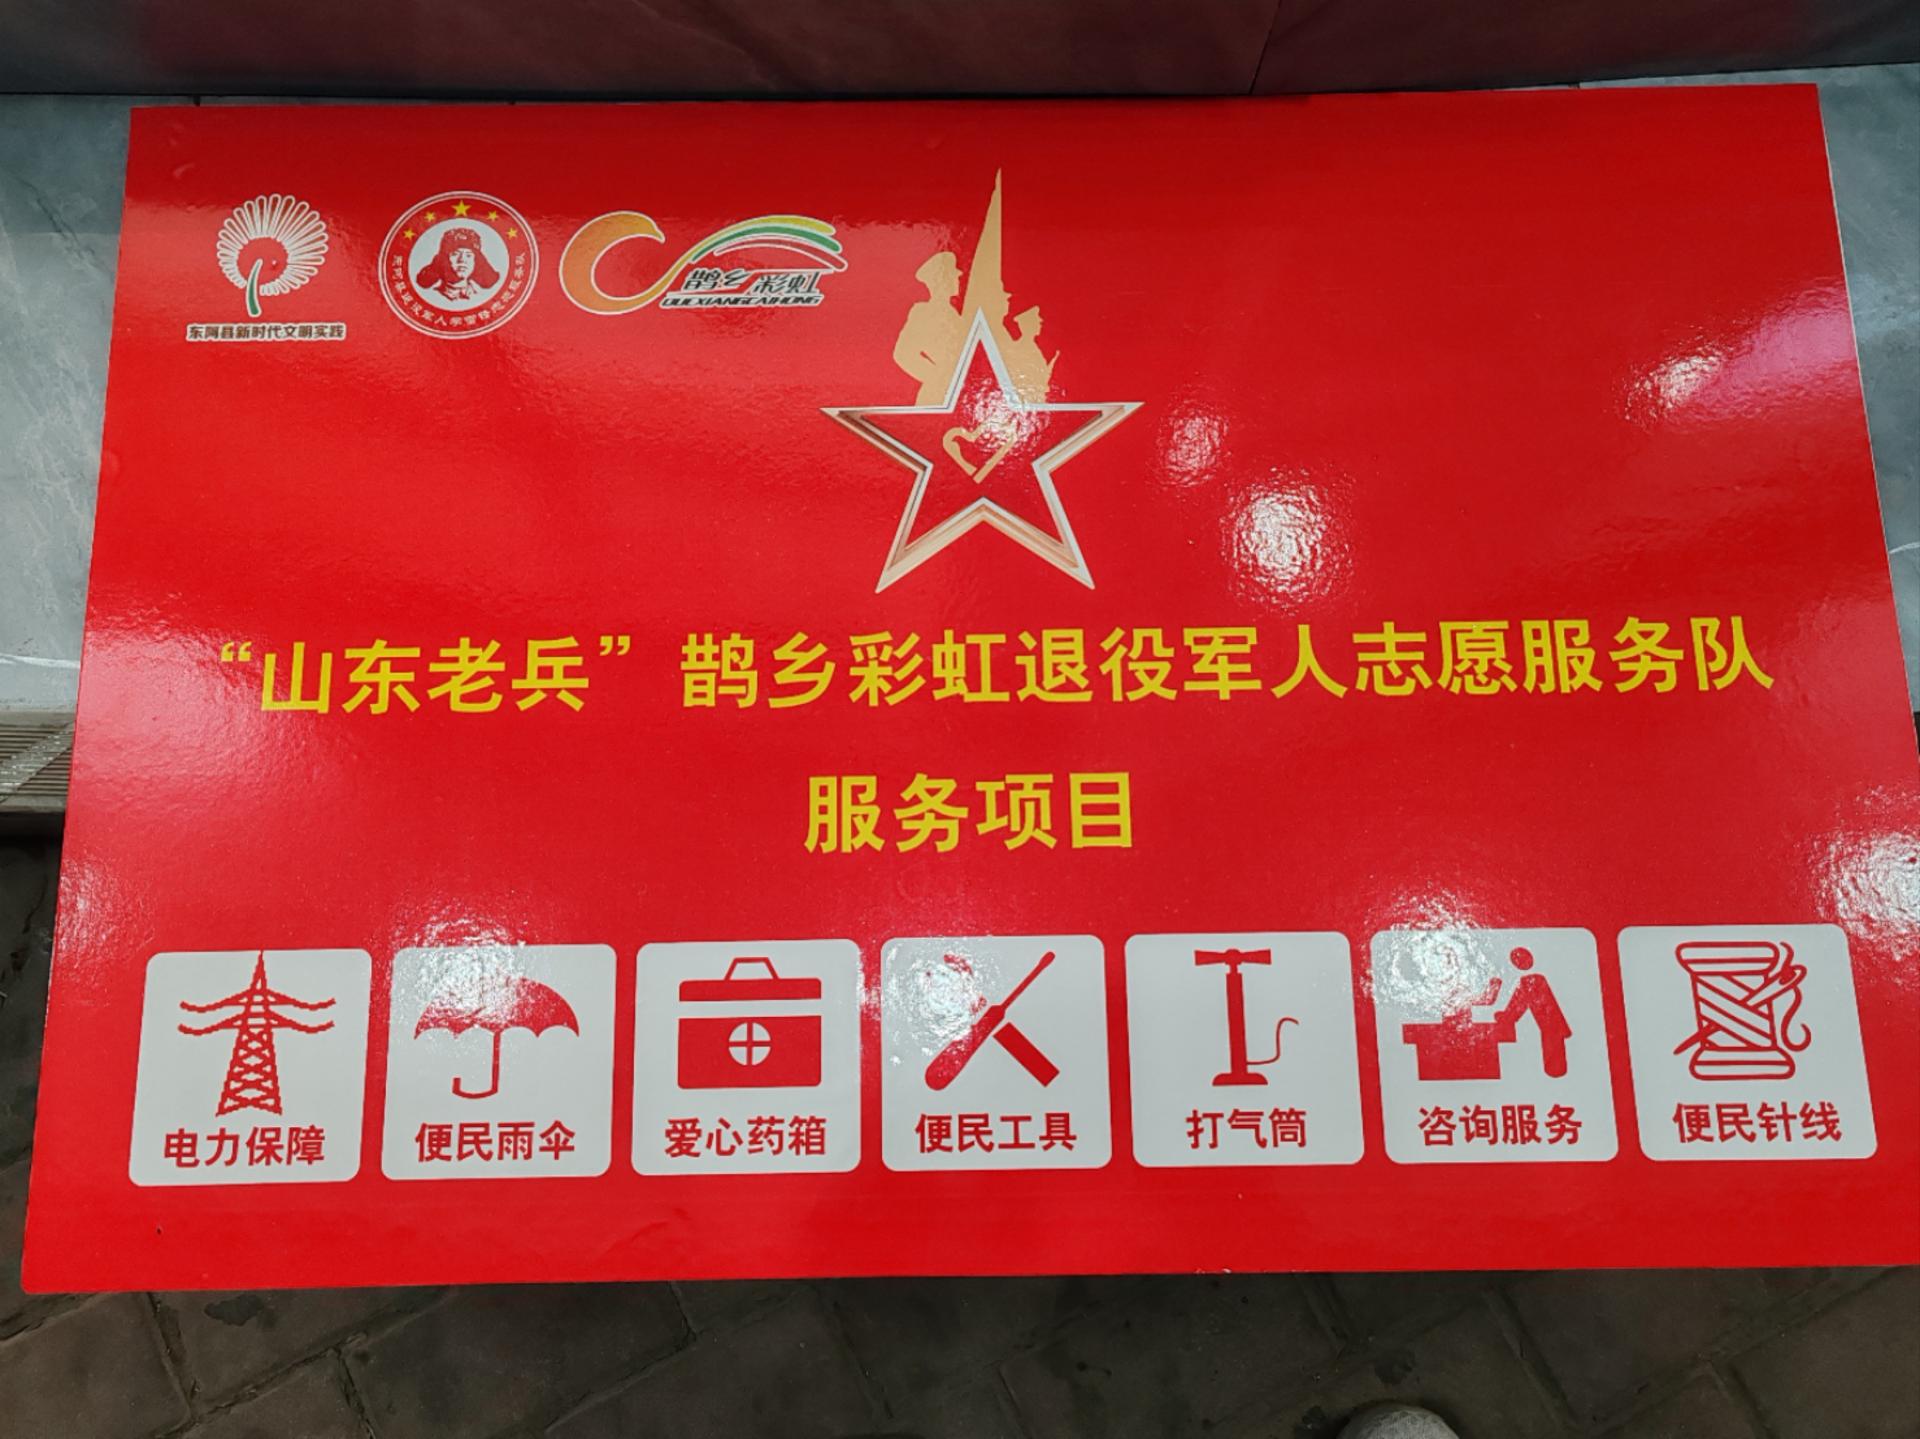 东阿县新时代文明实践
鹊乡彩虹
QUEXIANGCAIHONG
“山东老兵”鹊乡彩虹退役军人志愿服务队
服务项目
电力保障
便民雨伞
爱心药箱
便民工具
打气筒
咨询服务
便民针线